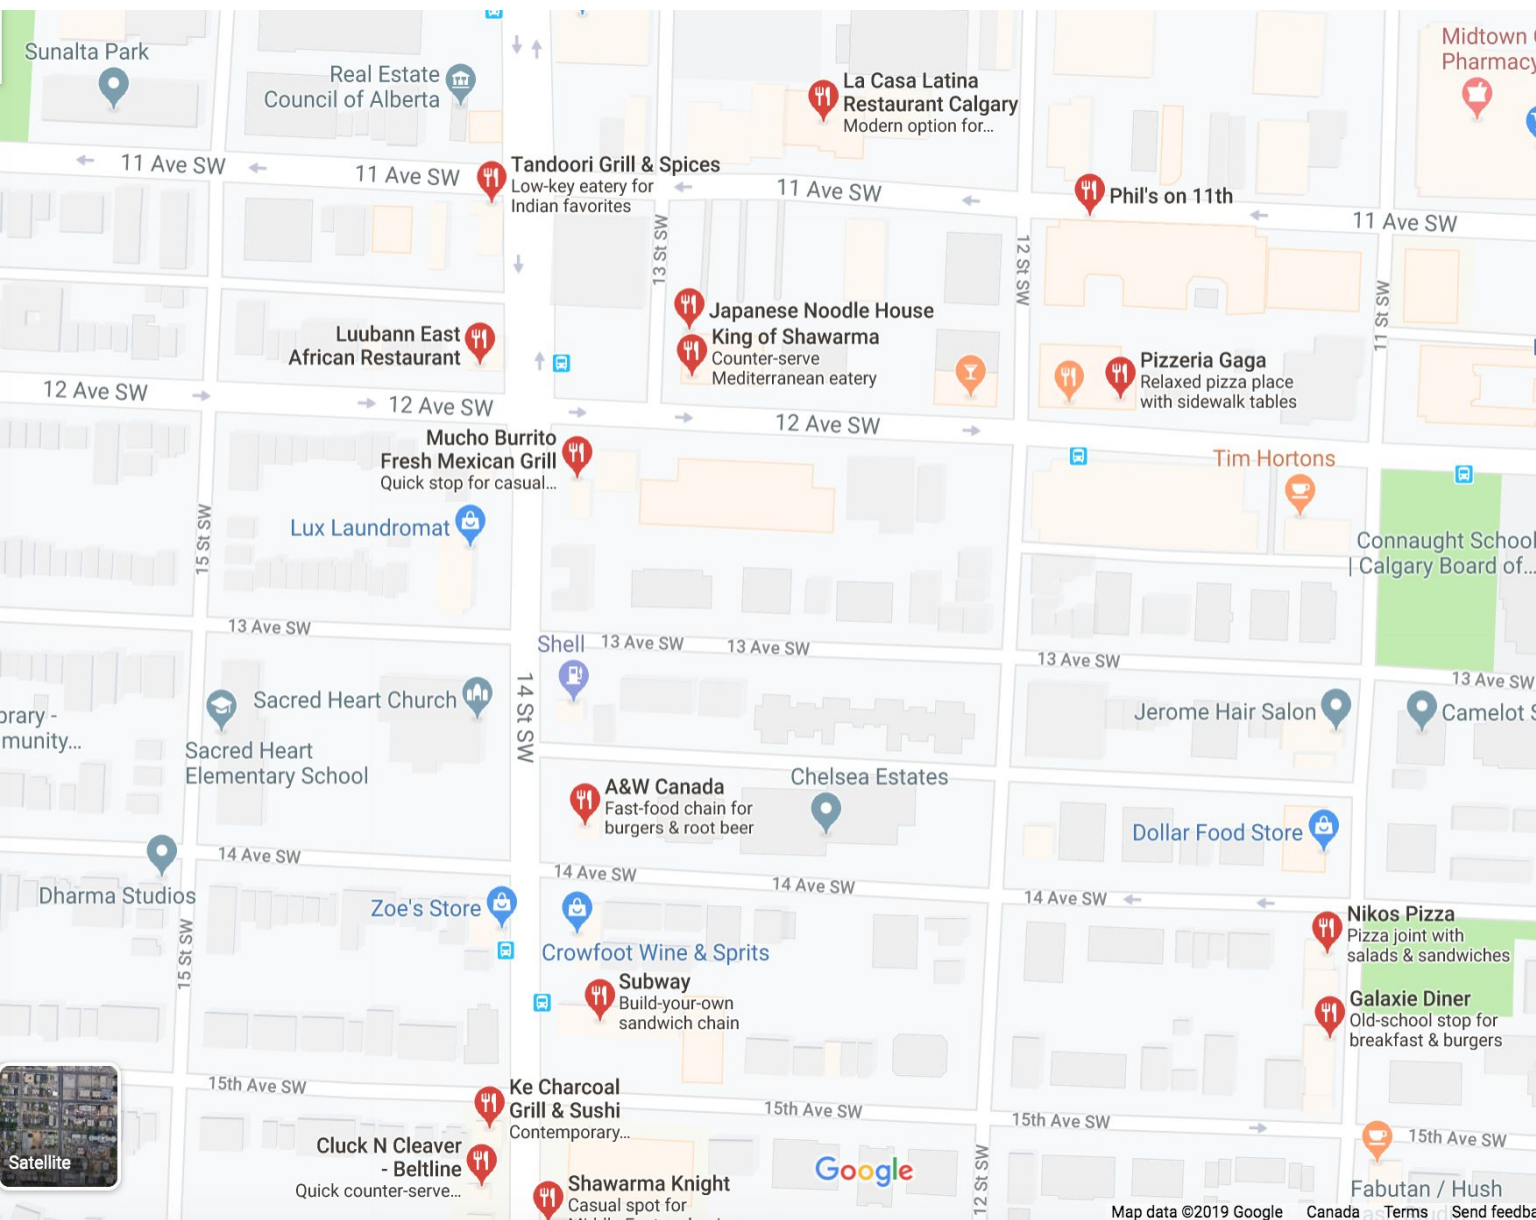 Sunalta Park
Real Estate
Council of Alberta
La Casa Latina
Restaurant Calgary
Modern option for...
Midtown
Pharmacy
11 Ave SW
11 Ave SW
Tandoori Grill & Spices
Low-key eatery for
Indian favorites
11 Ave SW
Phil's on 11th
11 Ave SW
13 St SW
12 St SW
11 St SW
Japanese Noodle House
King of Shawarma
Counter-serve
Mediterranean eatery
Luubann East
African Restaurant
Pizzeria Gaga
Relaxed pizza place
with sidewalk tables
12 Ave SW
12 Ave SW
12 Ave SW
Mucho Burrito
Fresh Mexican Grill
Quick stop for casual...
Tim Hortons
Lux Laundromat
15 St SW
Connaught School
| Calgary Board of...
13 Ave SW
Shell
13 Ave SW
13 Ave SW
13 Ave SW
13 Ave SW
14 St SW
Sacred Heart Church
Sacred Heart
Elementary School
brary -
munity...
Jerome Hair Salon
Camelot S
A&W Canada
Fast-food chain for
burgers & root beer
Chelsea Estates
Dollar Food Store
14 Ave SW
14 Ave SW
14 Ave SW
14 Ave SW
Dharma Studios
Zoe's Store
Crowfoot Wine & Sprits
15 St SW
Nikos Pizza
Pizza joint with
salads & sandwiches
Subway
Build-your-own
sandwich chain
Galaxie Diner
Old-school stop for
breakfast & burgers
15th Ave SW
Ke Charcoal
Grill & Sushi
Contemporary...
15th Ave SW
15th Ave SW
15th Ave SW
Cluck N Cleaver
- Beltline
Quick counter-serve...
Satellite
Google
12 St SW
Shawarma Knight
Casual spot for
Fabutan / Hush
Map data ©2019 Google Canada Terms Send feedba